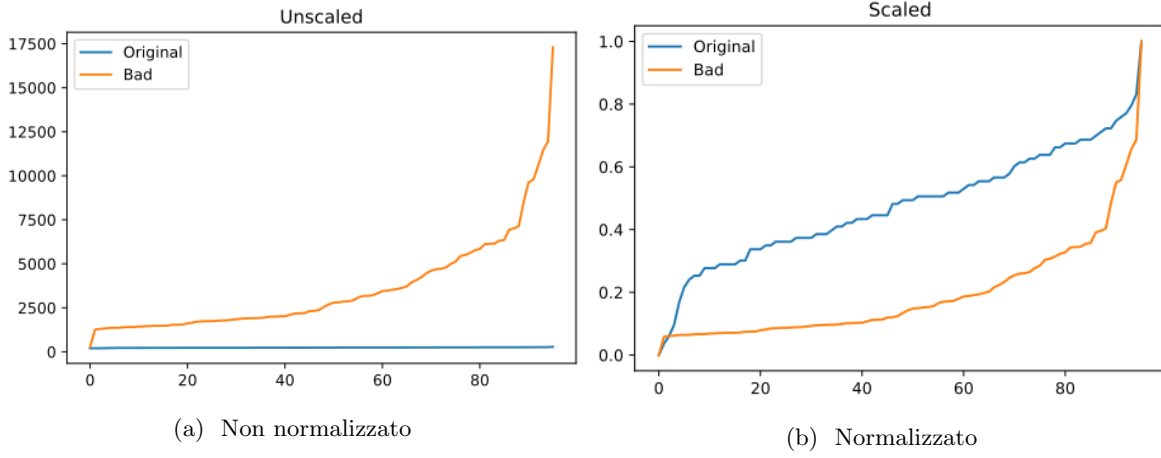 Unscaled
Original
Bad
17500
15000
12500
10000
7500
5000
2500
0
0 20 40 60 80
(a) Non normalizzato
Scaled
Original
Bad
1.0
0.8
0.6
0.4
0.2
0.0
0 20 40 60 80
(b) Normalizzato